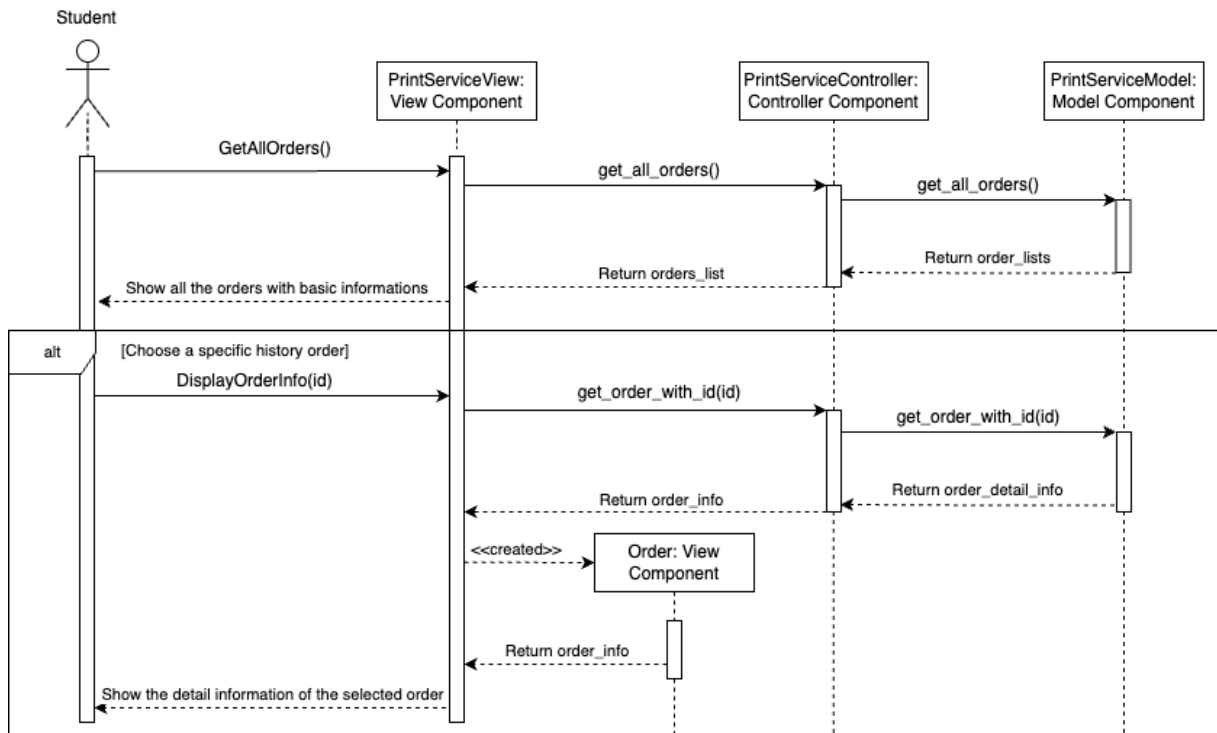 Student
PrintServiceView:
View Component
PrintServiceController:
Controller Component
PrintServiceModel:
Model Component
GetAllOrders()
get_all_orders()
get_all_orders()
Return order_lists
Return orders_list
Show all the orders with basic informations
alt
[Choose a specific history order]
DisplayOrderInfo(id)
get_order_with_id(id)
get_order_with_id(id)
Return order_detail_info
Return order_info
<<created>>
Order: View
Component
Return order_info
Show the detail information of the selected order